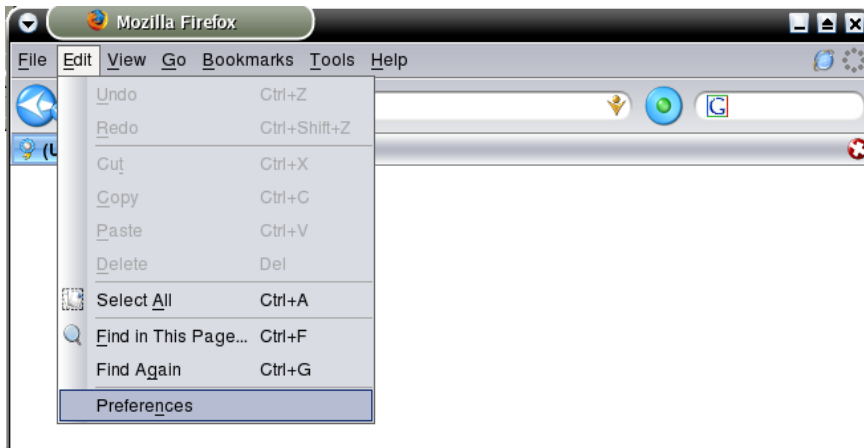 Mozilla Firefox
File Edit View Go Bookmarks Tools Help
Undo Ctrl+Z
Redo Ctrl+Shift+Z
G
(U
Cut Ctrl+X
Copy Ctrl+C
Paste Ctrl+V
Delete Del
Select All Ctrl+A
Find in This Page... Ctrl+F
Find Again Ctrl+G
Preferences